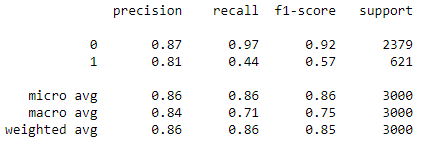 precision recall f1-score support
0 0.87 0.97 0.92 2379
1 0.81 0.44 0.57 621
micro avg 0.86 0.86 0.86 3000
macro avg 0.84 0.71 0.75 3000
weighted avg 0.86 0.86 0.85 3000